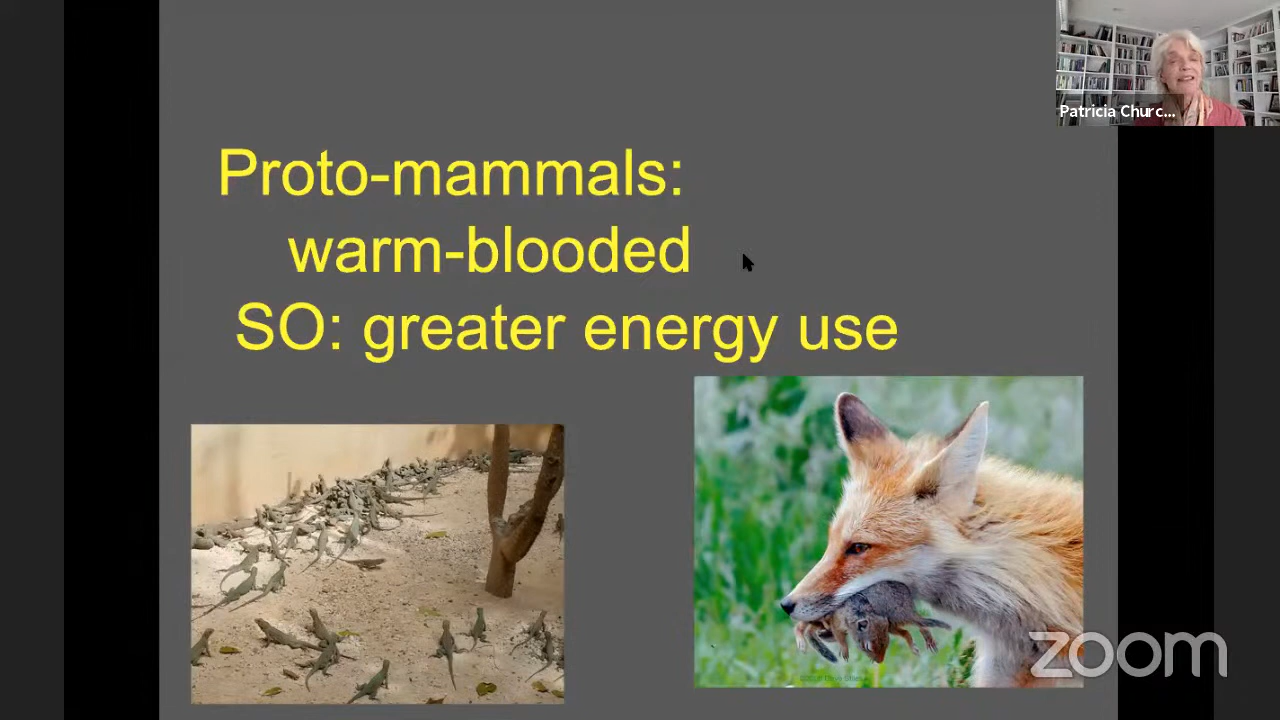 Patricia Churc...
Proto-mammals:
warm-blooded
SO: greater energy use
zoom